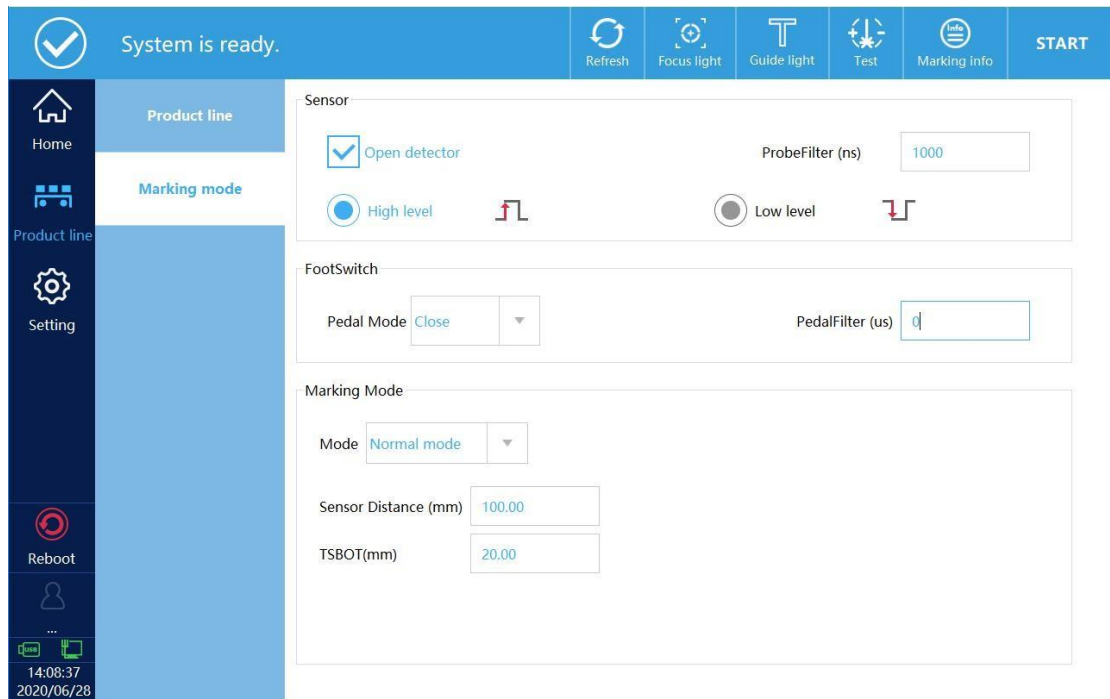 System is ready.
Refresh
Focus light
Guide light
Test
Info
Marking info
START
Home
Product line
Setting
Reboot
...
USB
14:08:37
2020/06/28
Product line
Marking mode
Sensor
Open detector
ProbeFilter (ns) 1000
High level
Low level
FootSwitch
Pedal Mode Close
PedalFilter (us) 0
Marking Mode
Mode Normal mode
Sensor Distance (mm) 100.00
TSBOT(mm) 20.00